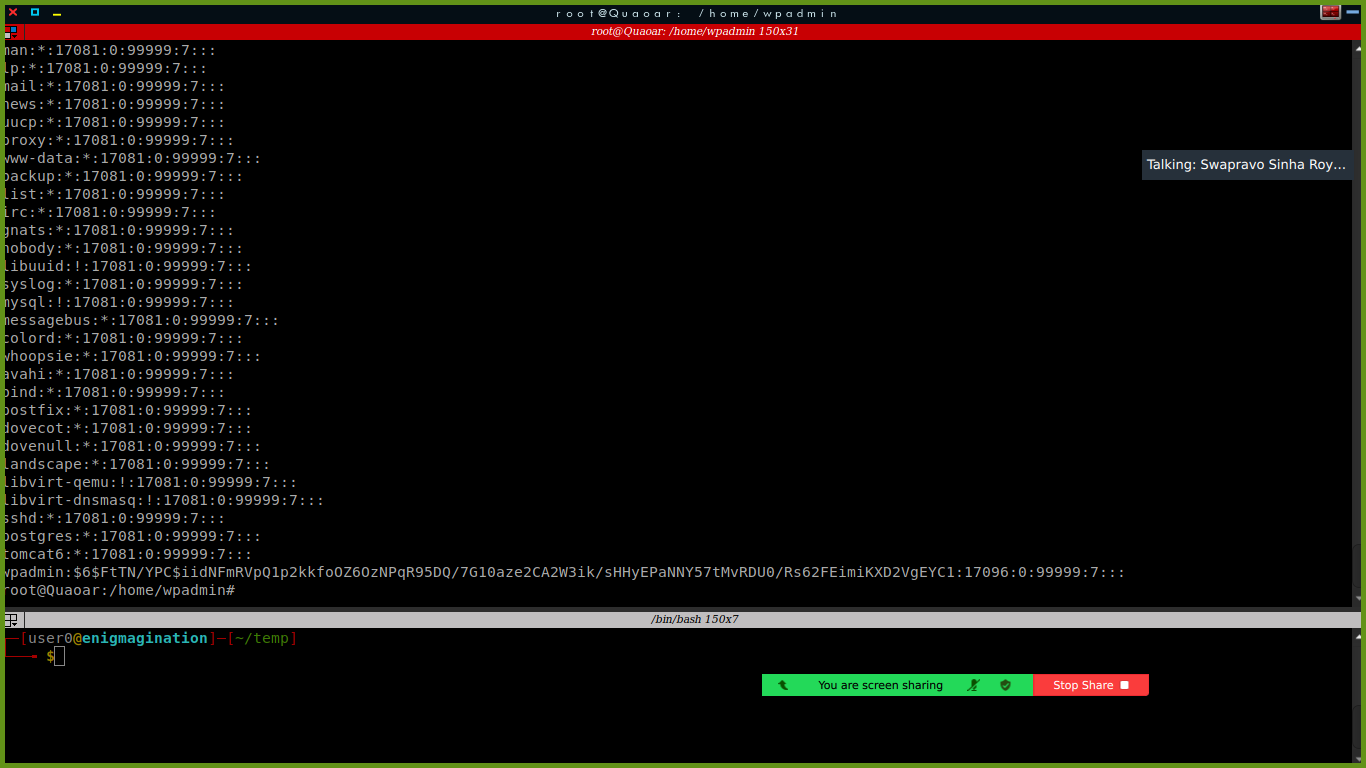 root@Quaoar: /home/wpadmin
root@Quaoar: /home/wpadmin 150x31
man:*:17081:0:99999:7:::
lp:*:17081:0:99999:7:::
mail:*:17081:0:99999:7:::
news:*:17081:0:99999:7:::
uucp:*:17081:0:99999:7:::
proxy:*:17081:0:99999:7:::
www-data:*:17081:0:99999:7:::
backup:*:17081:0:99999:7:::
list:*:17081:0:99999:7:::
irc:*:17081:0:99999:7:::
gnats:*:17081:0:99999:7:::
nobody:*:17081:0:99999:7:::
libuuid:!:17081:0:99999:7:::
syslog:*:17081:0:99999:7:::
mysql:!:17081:0:99999:7:::
messagebus:*:17081:0:99999:7:::
colord:*:17081:0:99999:7:::
whoopsie:*:17081:0:99999:7:::
avahi:*:17081:0:99999:7:::
bind:*:17081:0:99999:7:::
postfix:*:17081:0:99999:7:::
dovecot:*:17081:0:99999:7:::
dovenull:*:17081:0:99999:7:::
landscape:*:17081:0:99999:7:::
libvirt-qemu:!:17081:0:99999:7:::
libvirt-dnsmasq:!:17081:0:99999:7:::
sshd:*:17081:0:99999:7:::
postgres:*:17081:0:99999:7:::
tomcat6:*:17081:0:99999:7:::
wpadmin:$6$FtTN/YPC$iidNFmRVpQ1p2kkfoOZ6OzNPqR95DQ/7G10aze2CA2W3ik/sHHyEPaNNY57tMvRDU0/Rs62FEimiKXD2VgEYC1:17096:0:99999:7:::
root@Quaoar:/home/wpadmin#
Talking: Swapravo Sinha Roy...
/bin/bash 150x7
[user0@enigmagination]─[~/temp]
$
You are screen sharing
Stop Share